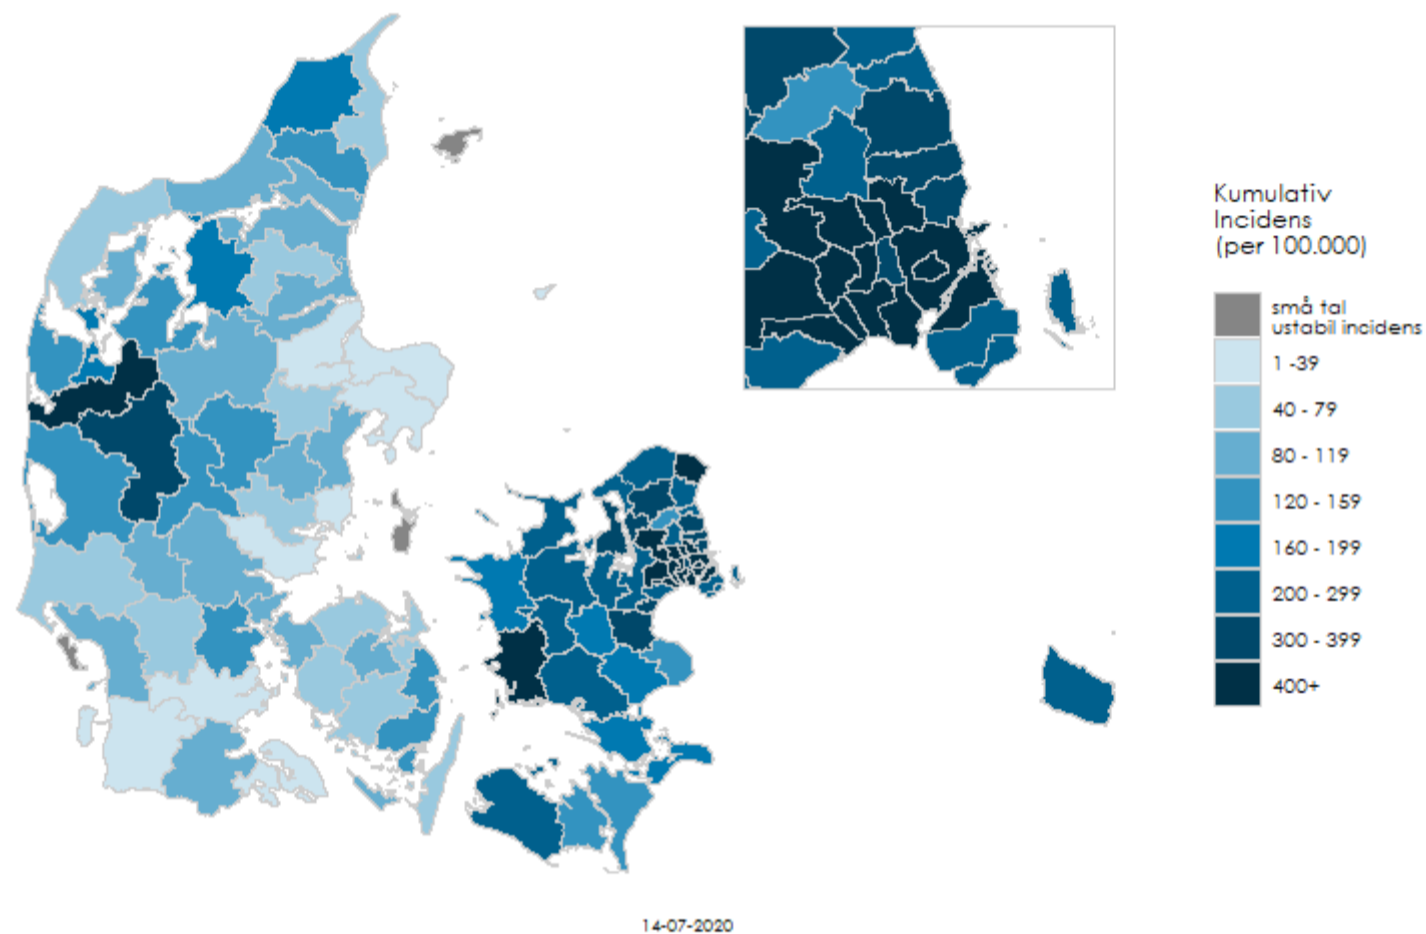 Kumulativ
Incidens
(per 100.000)
små tal
ustabil incidens
1 -39
40 - 79
80 - 119
120 - 159
160 - 199
200 - 299
300 - 399
400+
14-07-2020